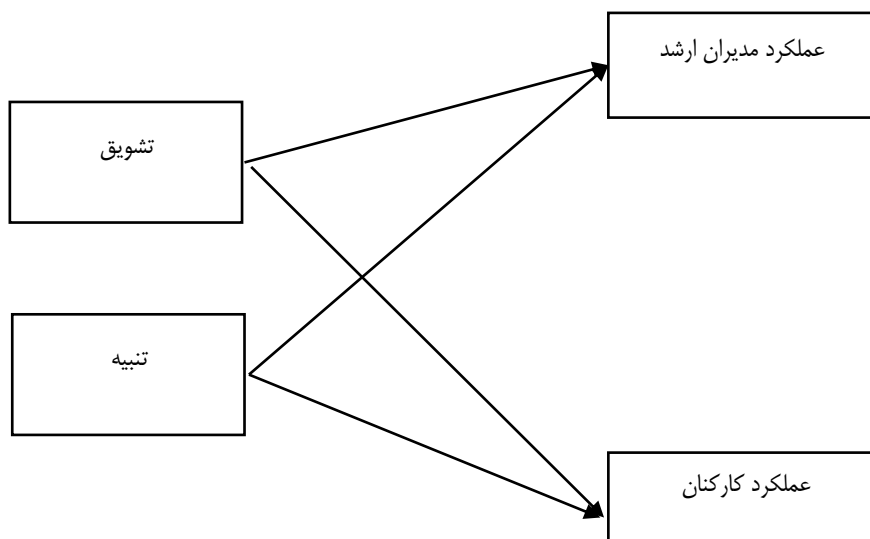 عملکرد مدیران ارشد
تشویق
تنبیه
عملکرد کارکنان